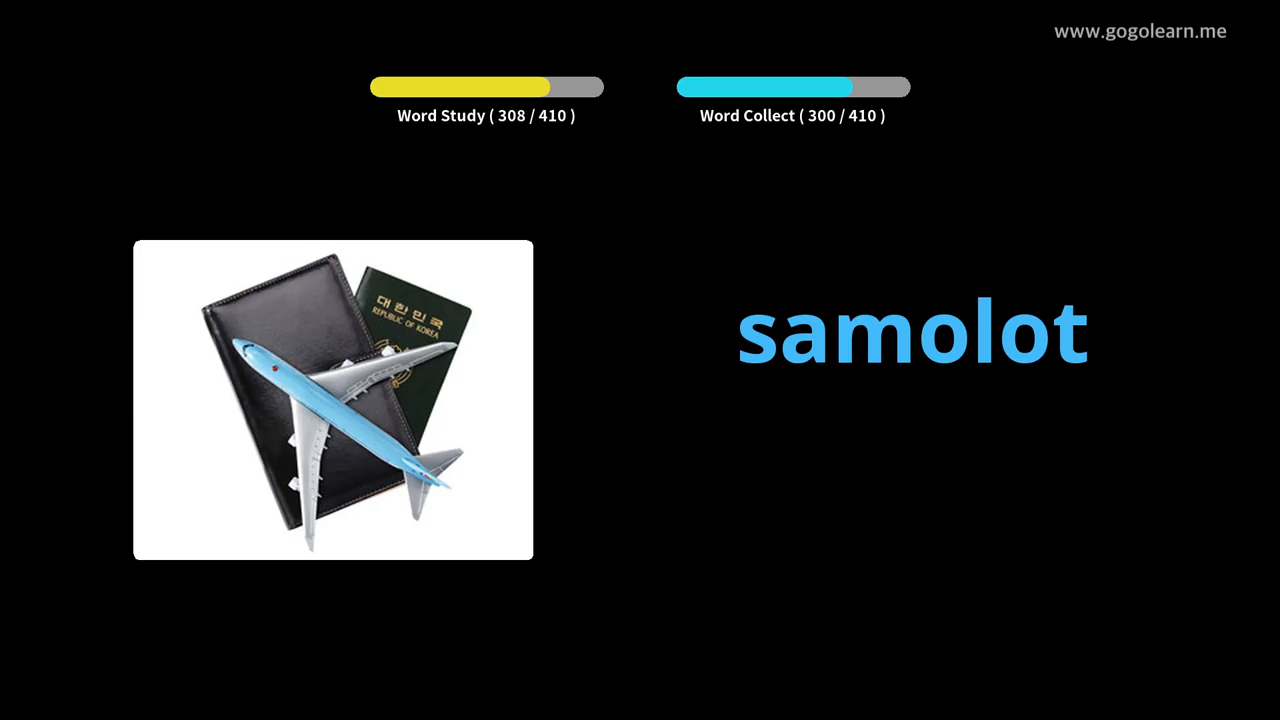 www.gogolearn.me
Word Study ( 308 / 410 )
Word Collect ( 300 / 410 )
대한민국
REPUBLIC OF KOREA
samolot